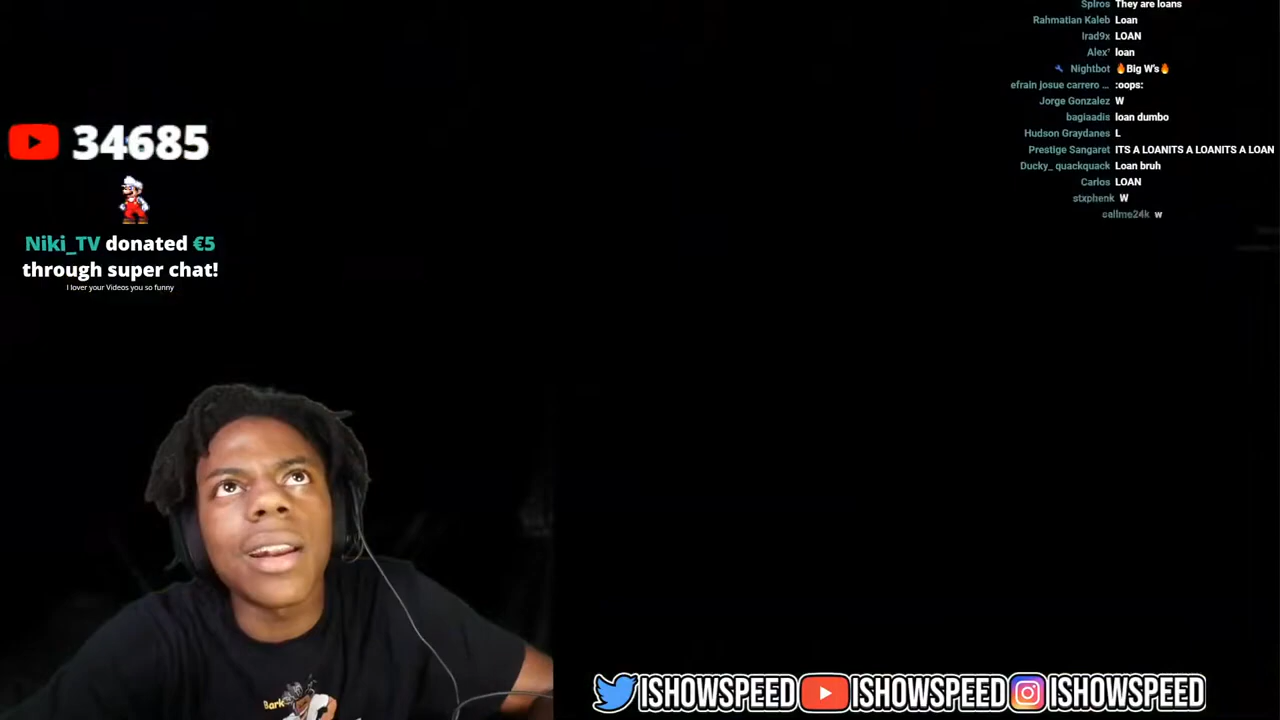 34685
Niki_TV donated €5
through super chat!
I lover your Videos you so funny
Spiros They are loans
Rahmatian Kaleb Loan
Irad9x LOAN
Alex⁷ loan
Nightbot 🔥Big W's🔥
efrain josue carrero ... :oops:
Jorge Gonzalez W
bagiaadis loan dumbo
Hudson Graydanes L
Prestige Sangaret ITS A LOANITS A LOANITS A LOAN
Ducky_ quackquack Loan bruh
Carlos LOAN
stxphenk W
callme24k w
Bark
ISHOWSPEED ISHOWSPEED ISHOWSPEED